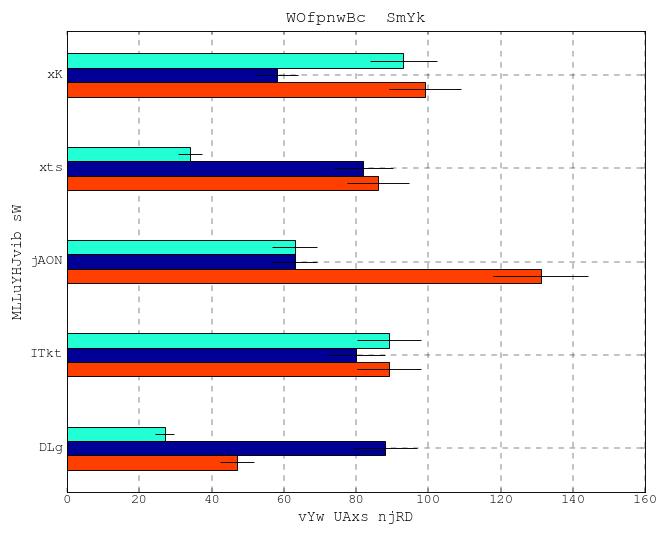 WOfpnwBc  SmYk
MLLuYHJvib sW
xK
xts
jAON
ITkt
DLg
0 20 40 60 80 100 120 140 160
vYw UAxs njRD